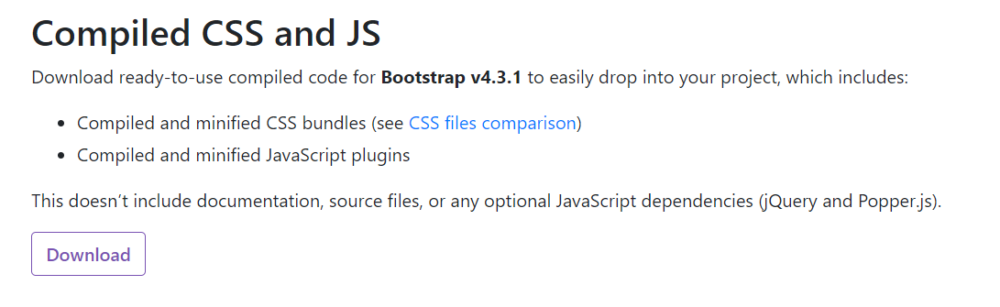 Compiled CSS and JS
Download ready-to-use compiled code for Bootstrap v4.3.1 to easily drop into your project, which includes:
• Compiled and minified CSS bundles (see CSS files comparison)
• Compiled and minified JavaScript plugins
This doesn’t include documentation, source files, or any optional JavaScript dependencies (jQuery and Popper.js).
Download